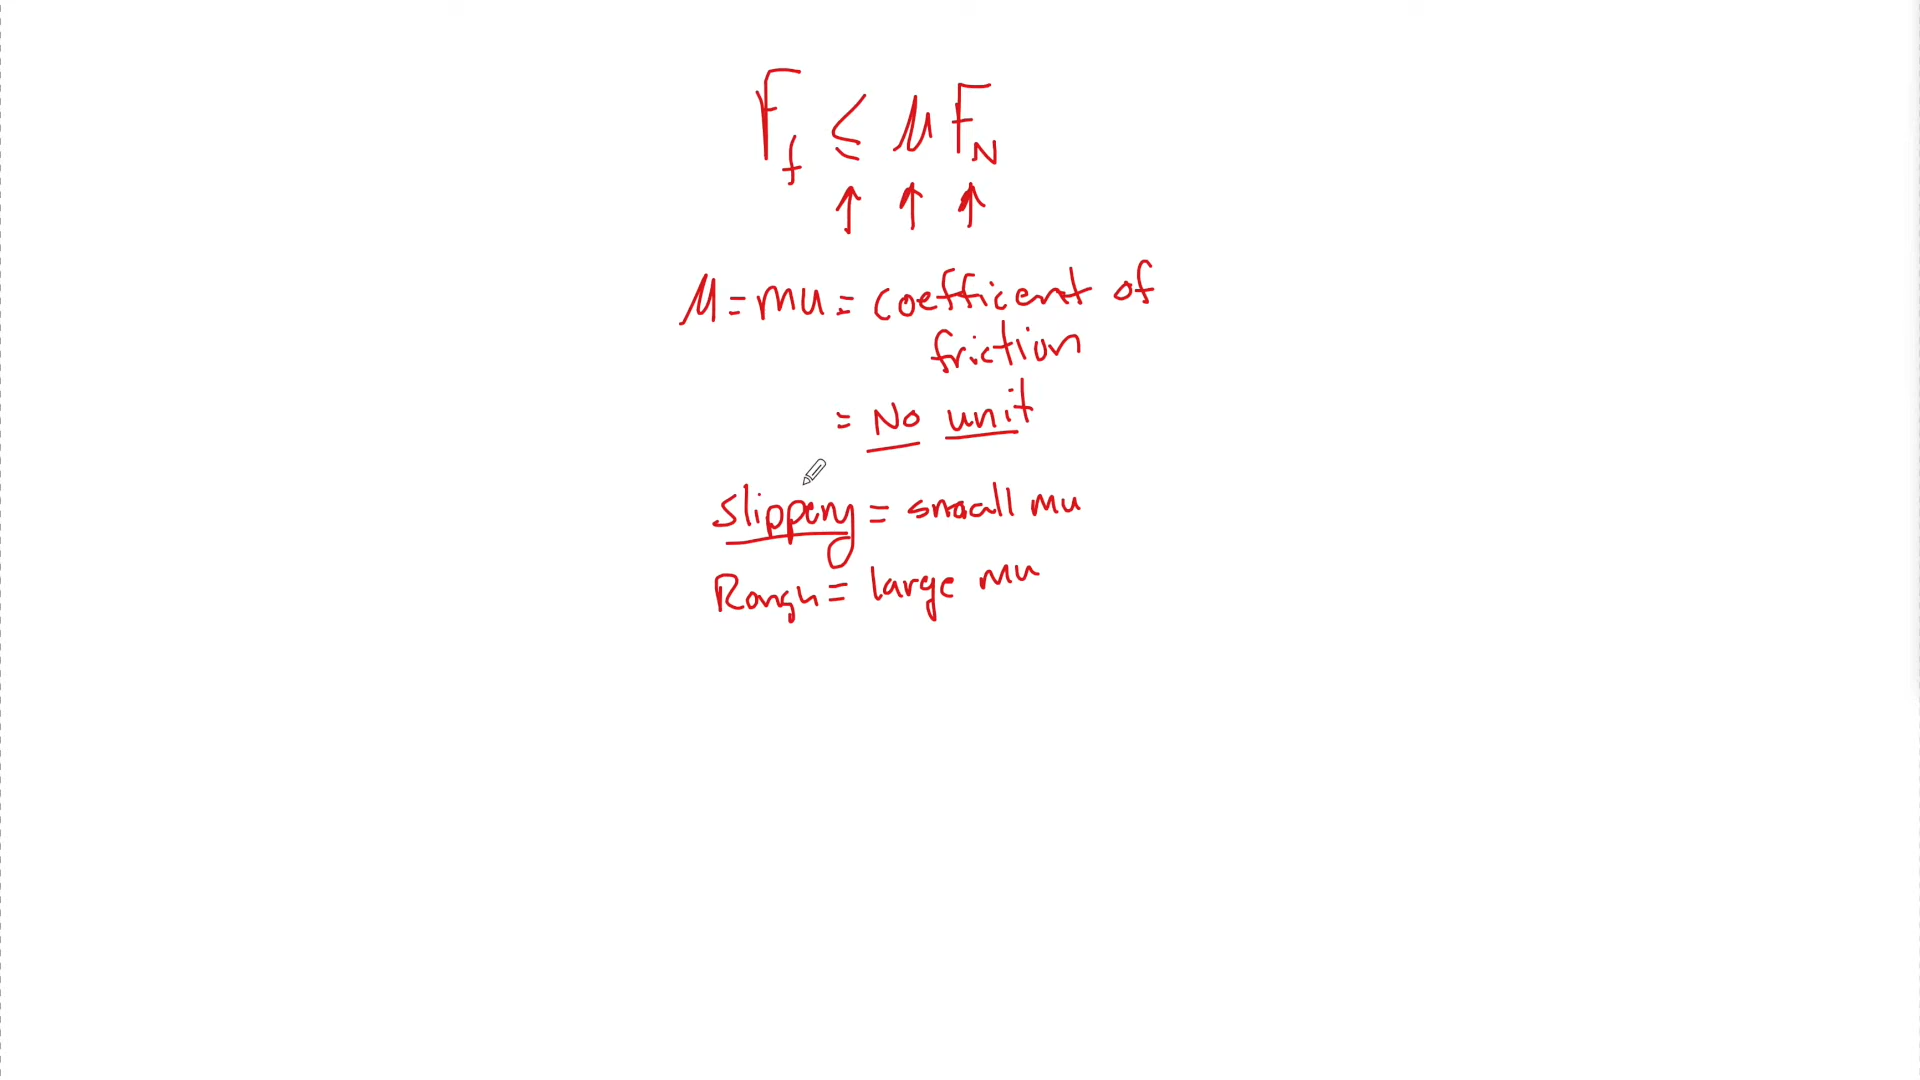 F_f ≤ μ F_N
↑ ↑ ↑
μ = mu = coefficent of
friction
= No unit
Slippery = small mu
Rough = large mu